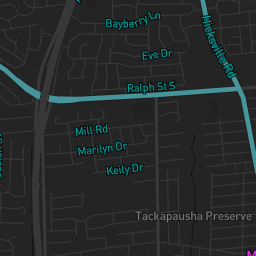 Bayberry Ln
Hicksville Rd
Eve Dr
Ralph St S
Mill Rd
Marilyn Dr
Keily Dr
Tackapausha Preserve